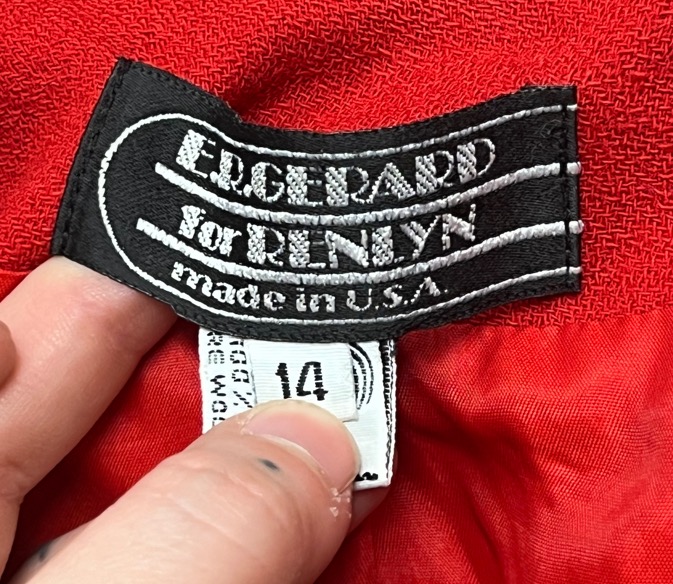 E.R.GERARD
for RENLYN
made in U.S.A.
14